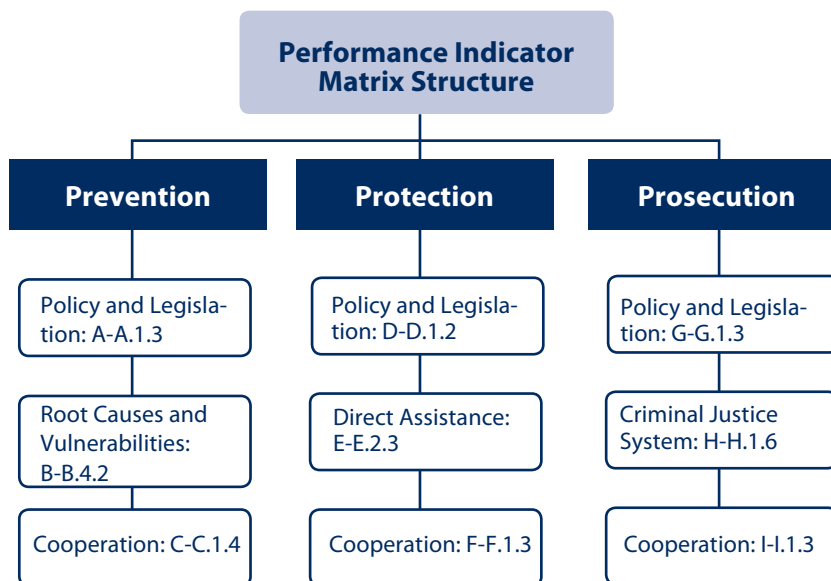 Performance Indicator
Matrix Structure
Prevention
Protection
Prosecution
Policy and Legisla-
tion: A-A.1.3
Policy and Legisla-
tion: D-D.1.2
Policy and Legisla-
tion: G-G.1.3
Root Causes and
Vulnerabilities:
B-B.4.2
Direct Assistance:
E-E.2.3
Criminal Justice
System: H-H.1.6
Cooperation: C-C.1.4
Cooperation: F-F.1.3
Cooperation: I-I.1.3